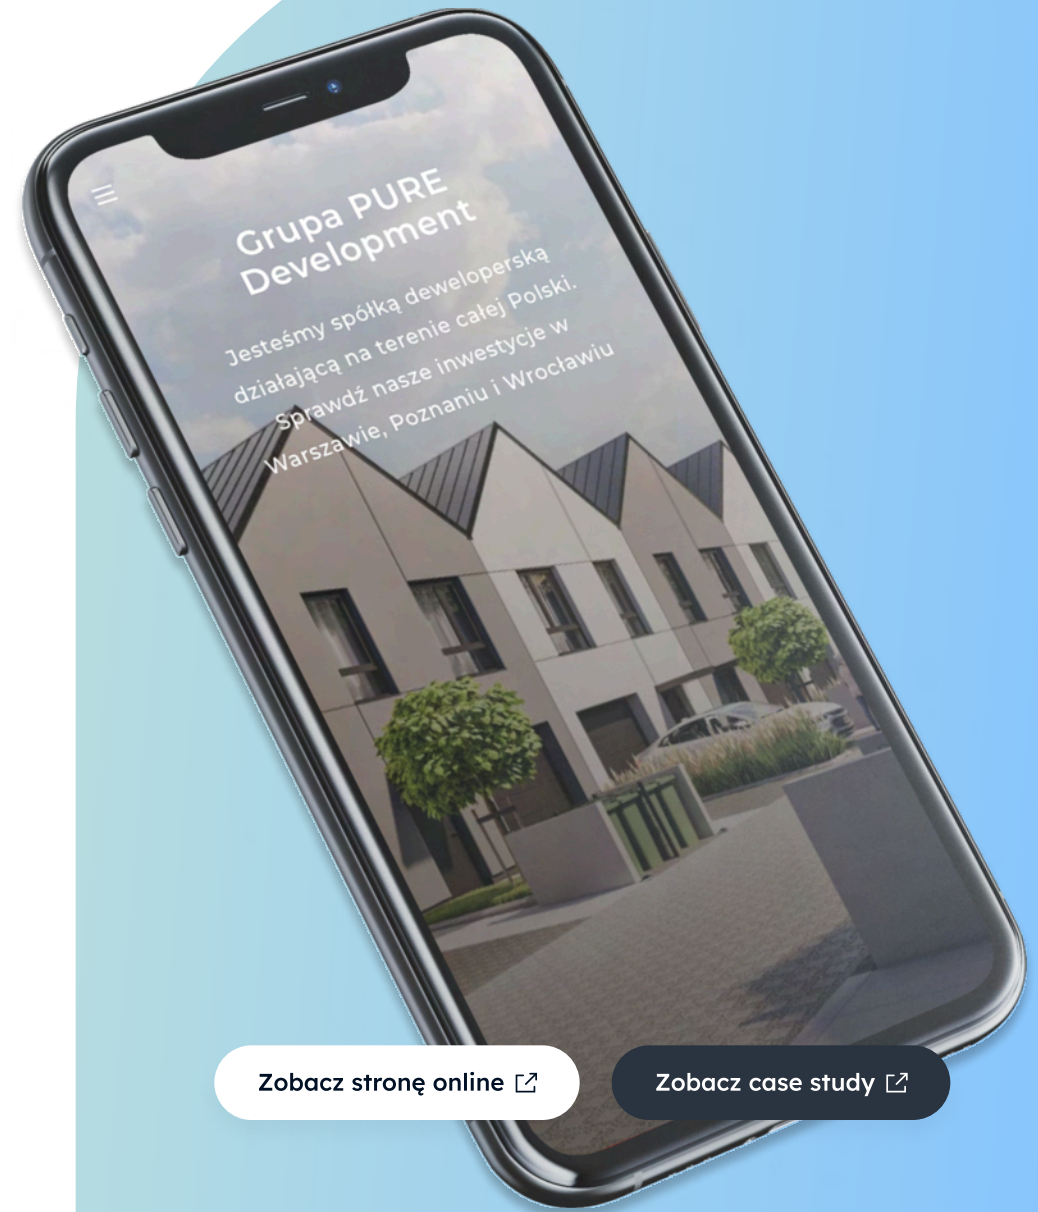 Grupa PURE
Development
Jesteśmy spółką deweloperską
działającą na terenie całej Polski.
Sprawdź nasze inwestycje w
Warszawie, Poznaniu i Wrocławiu
Zobacz stronę online
Zobacz case study